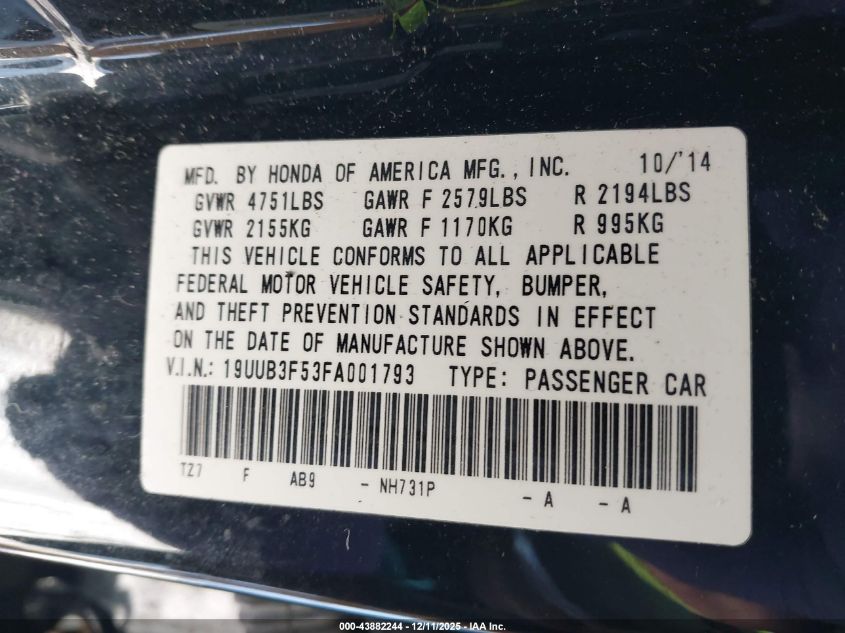 MFD. BY HONDA OF AMERICA MFG., INC. 10/'14
GVWR 4751LBS GAWR F 2579LBS R 2194LBS
GVWR 2155KG GAWR F 1170KG R 995KG
THIS VEHICLE CONFORMS TO ALL APPLICABLE
FEDERAL MOTOR VEHICLE SAFETY, BUMPER,
AND THEFT PREVENTION STANDARDS IN EFFECT
ON THE DATE OF MANUFACTURE SHOWN ABOVE.
V.I.N.: 19UUB3F53FA001793 TYPE: PASSENGER CAR
TZ7 F AB9 - NH731P - A - A
000-43882244 - 12/11/2025 - IAA Inc.